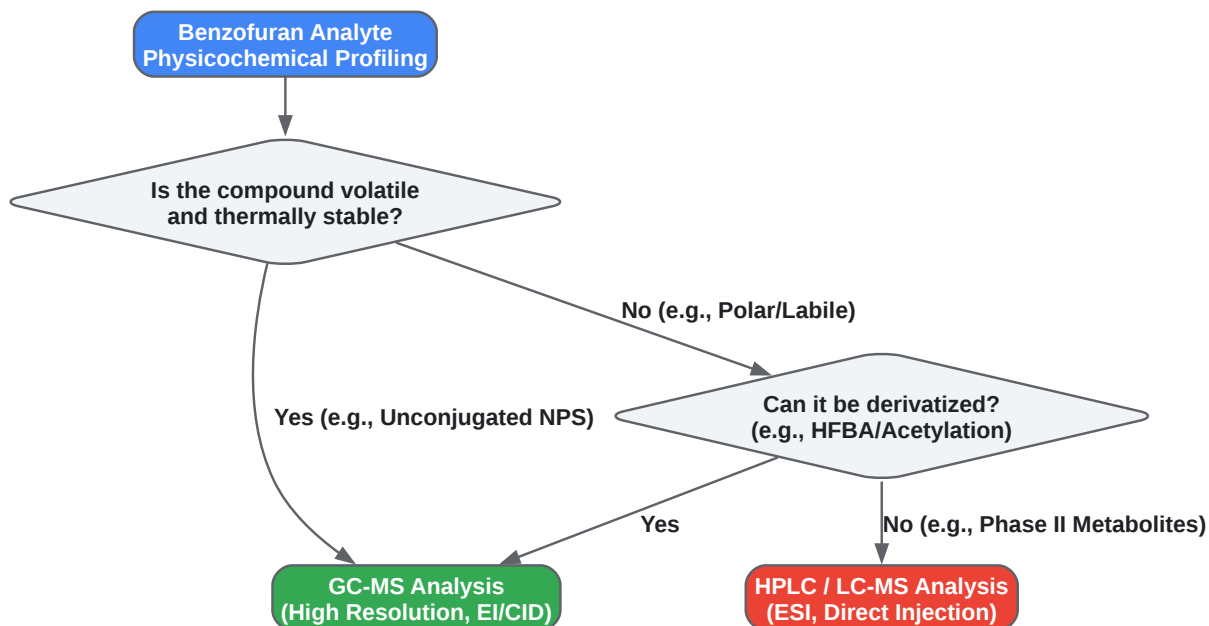 Benzofuran Analyte
Physicochemical Profiling
Is the compound volatile
and thermally stable?
No (e.g., Polar/Labile)
Can it be derivatized?
(e.g., HFBA/Acetylation)
Yes (e.g., Unconjugated NPS)
Yes
No (e.g., Phase II Metabolites)
GC-MS Analysis
(High Resolution, EI/CID)
HPLC / LC-MS Analysis
(ESI, Direct Injection)